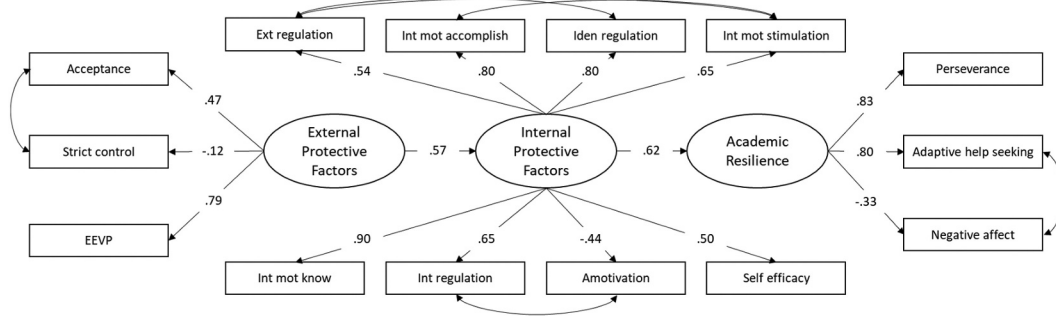 Ext regulation
Int mot accomplish
Iden regulation
Int mot stimulation
Acceptance
Perseverance
.54
.80
.80
.65
.47
.83
Strict control
-.12
External
Protective
Factors
.57
Internal
Protective
Factors
.62
Academic
Resilience
.80
Adaptive help seeking
.79
-.33
EEVP
Negative affect
.90
.65
-.44
.50
Int mot know
Int regulation
Amotivation
Self efficacy